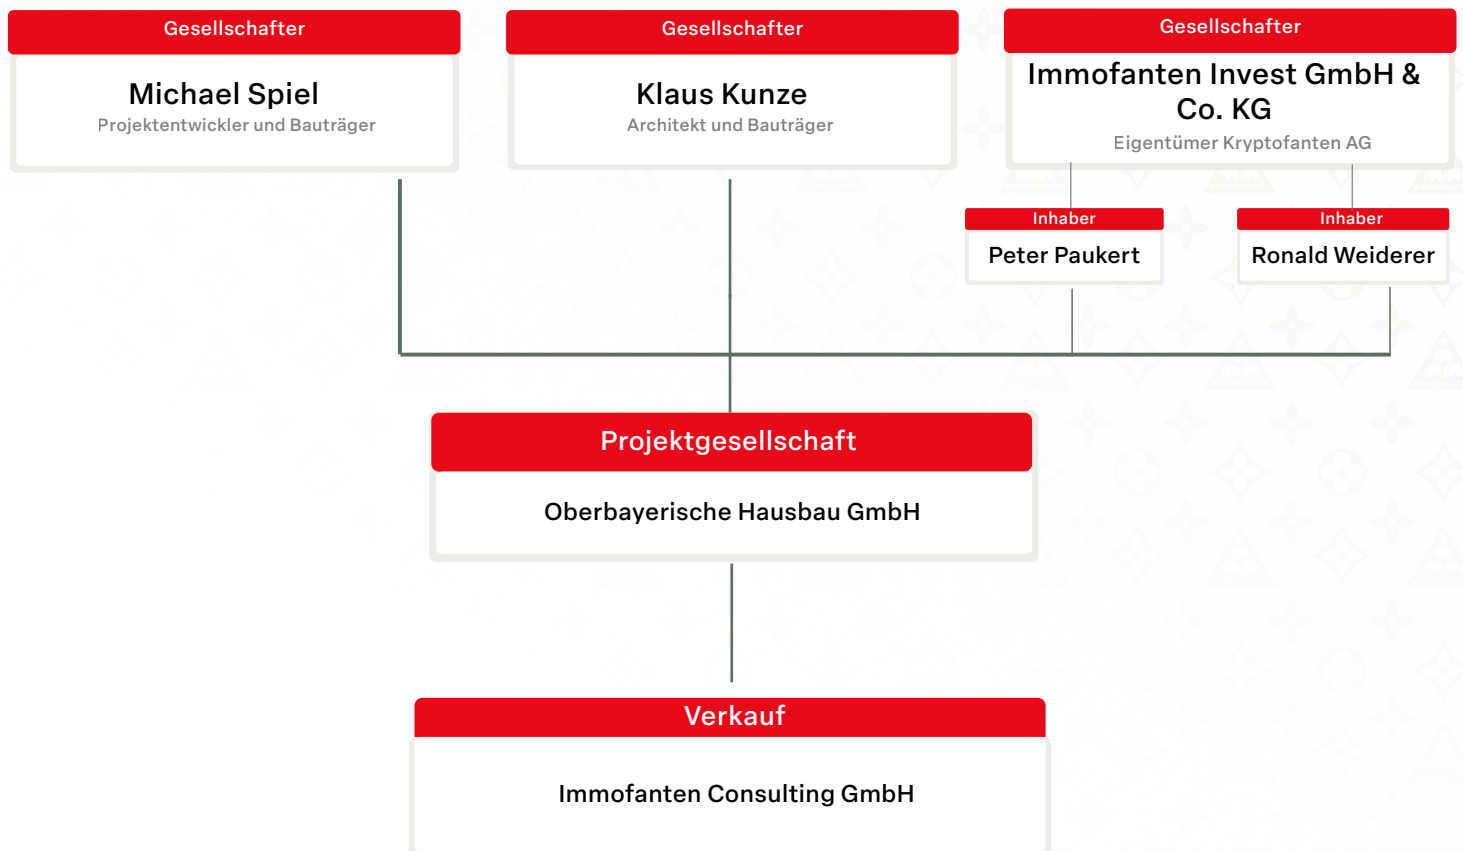 Gesellschafter
Michael Spiel
Projektentwickler und Bauträger
Gesellschafter
Klaus Kunze
Architekt und Bauträger
Gesellschafter
Immofanten Invest GmbH &
Co. KG
Eigentümer Kryptofanten AG
Inhaber
Peter Paukert
Inhaber
Ronald Weiderer
Projektgesellschaft
Oberbayerische Hausbau GmbH
Verkauf
Immofanten Consulting GmbH